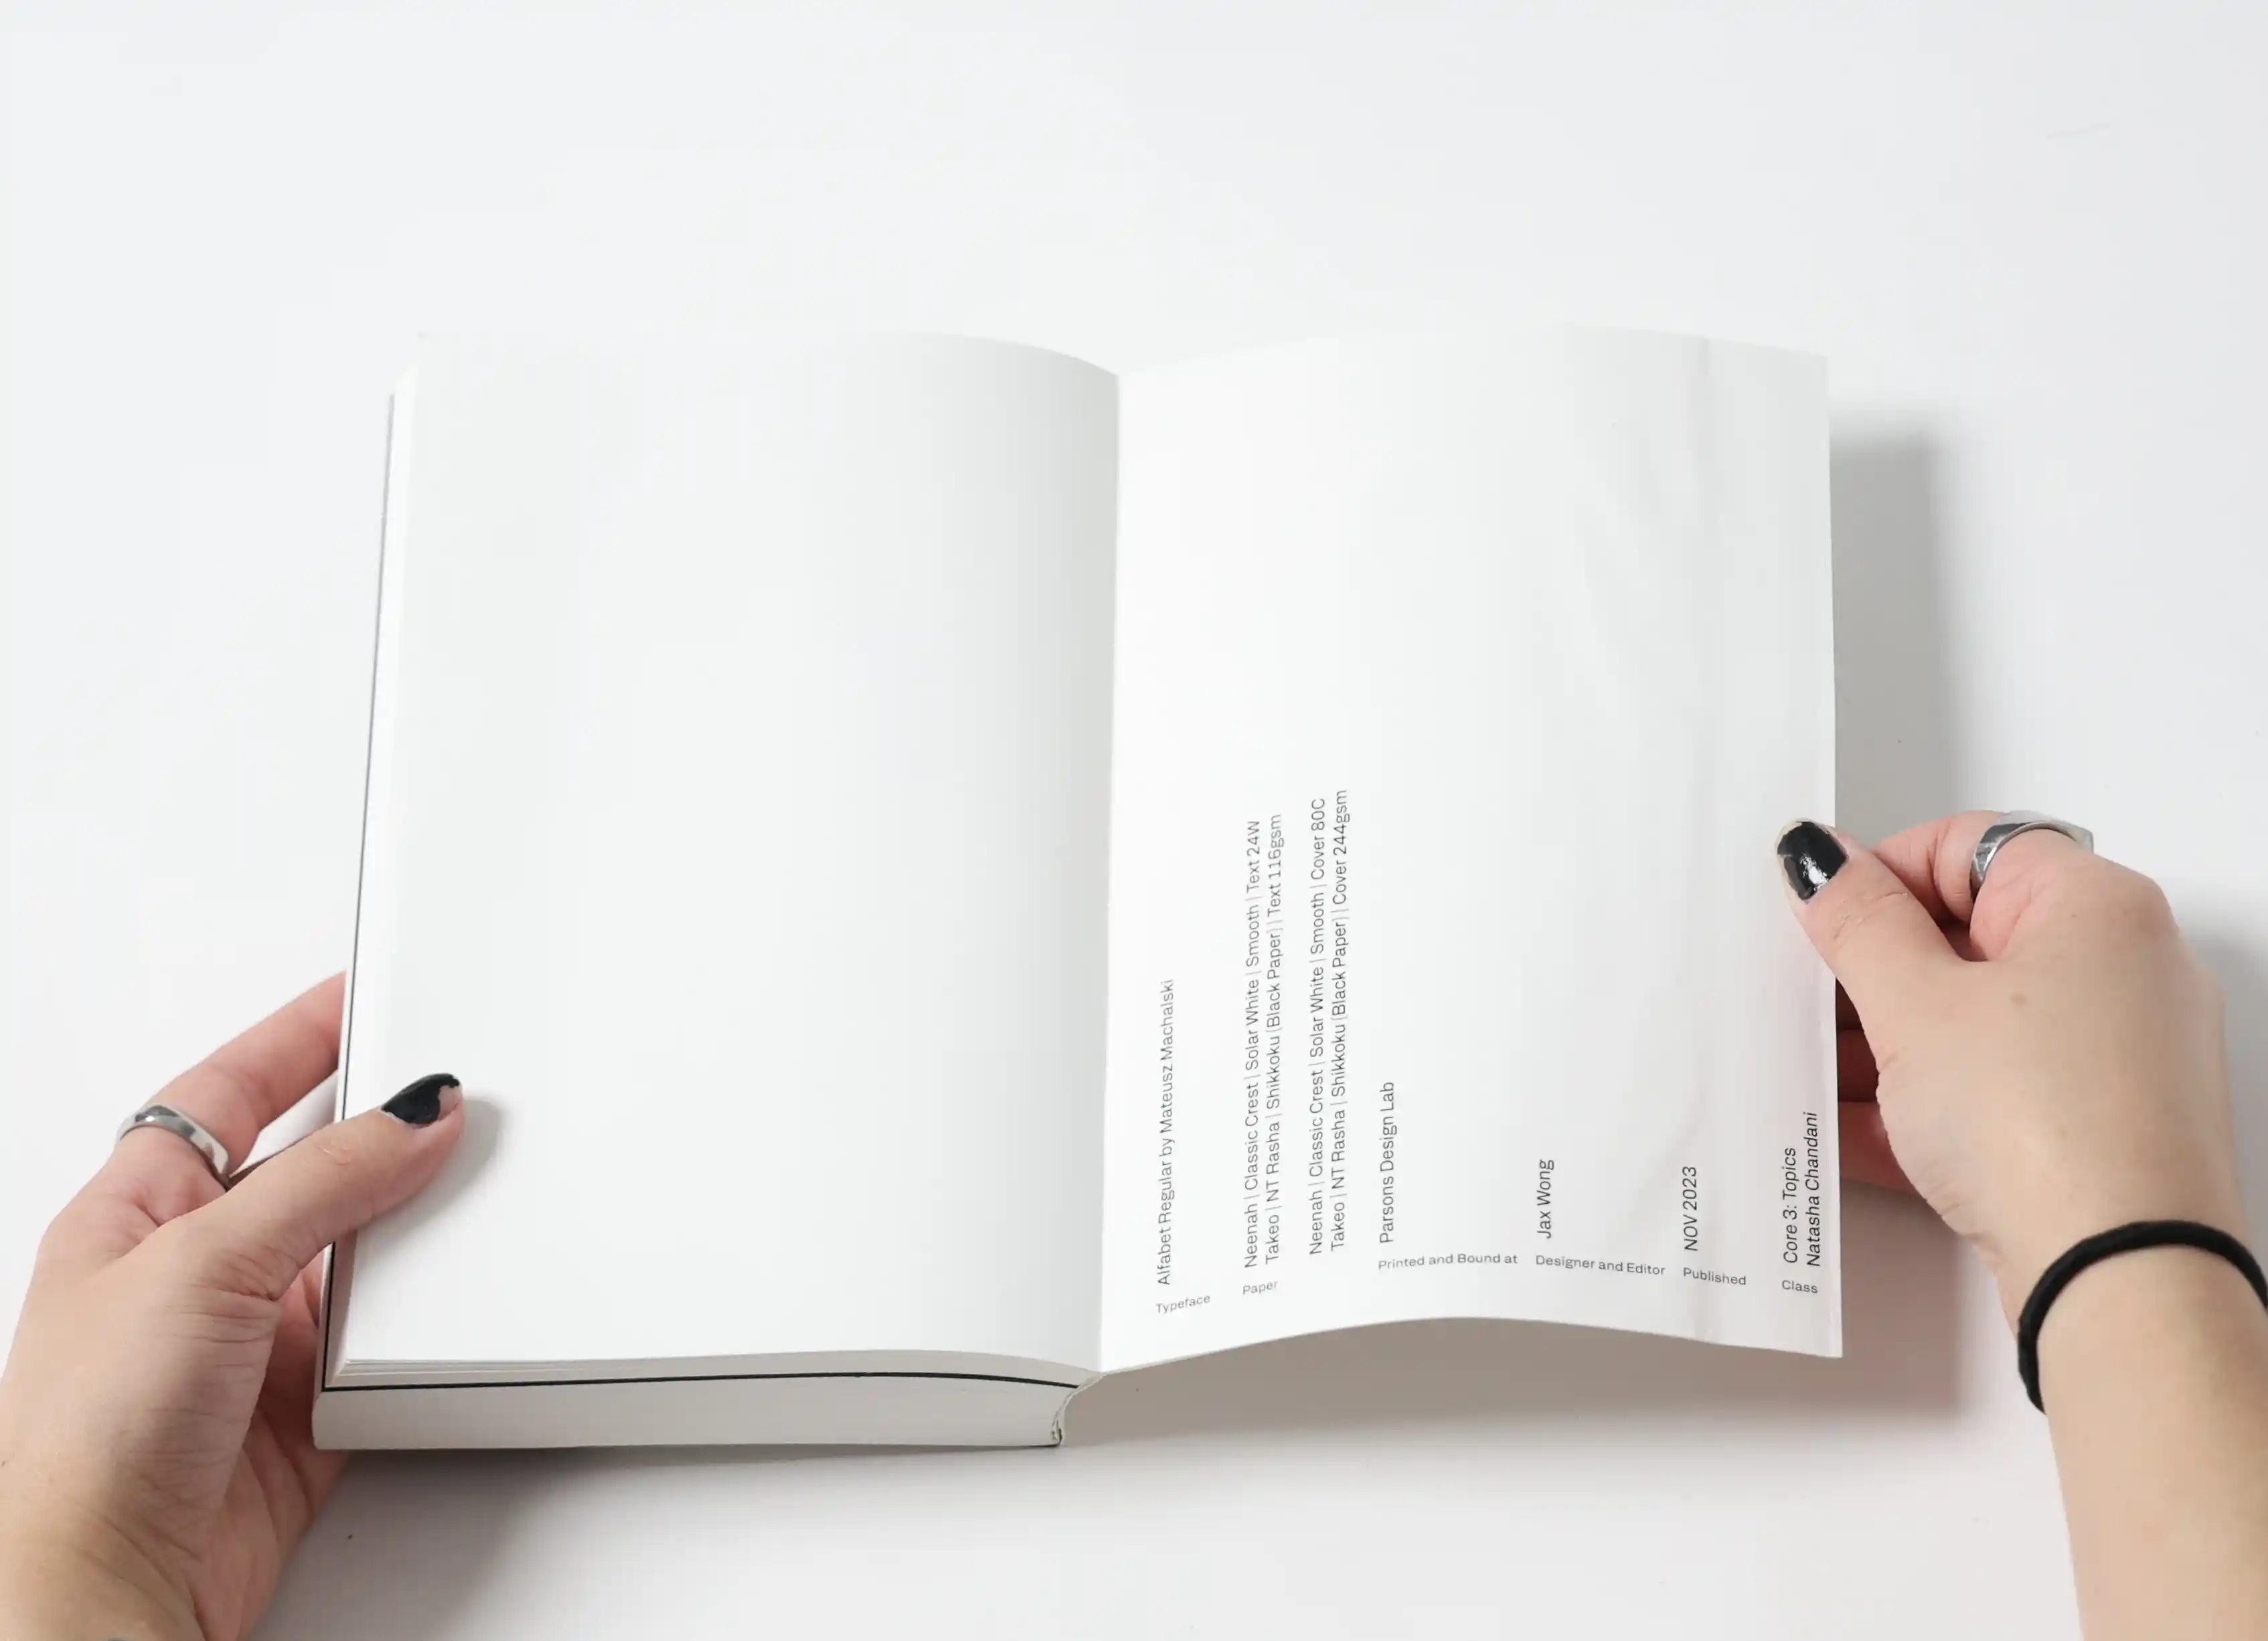 Typeface
Alfabet Regular by Mateusz Machalski
Paper
Neenah | Classic Crest | Solar White | Smooth | Text 24W
Takeo | NT Rasha | Shikkoku (Black Paper) | Text 116gsm
Neenah | Classic Crest | Solar White | Smooth | Cover 80C
Takeo | NT Rasha | Shikkoku (Black Paper) | Cover 244gsm
Printed and Bound at
Parsons Design Lab
Designer and Editor
Jax Wong
Published
NOV 2023
Class
Core 3: Topics
Natasha Chandani